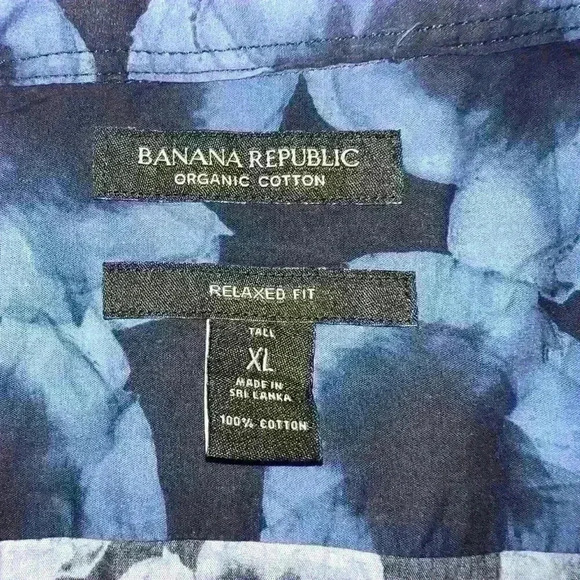 BANANA REPUBLIC
ORGANIC COTTON
RELAXED FIT
TALL
XL
MADE IN
SRI LANKA
100% COTTON